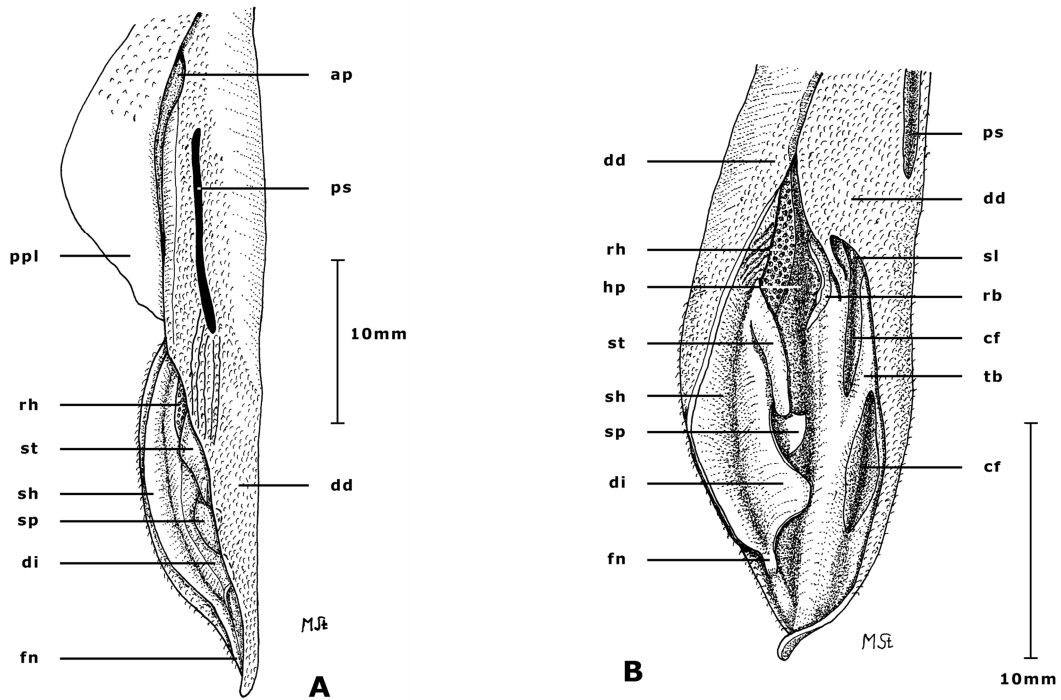 ap
ps
ppl
10mm
rh
st
sh
sp
dd
di
fn
MSt
A
ps
dd
dd
rh
sl
hp
rb
st
cf
tb
sh
sp
cf
di
fn
MSt
B
10mm